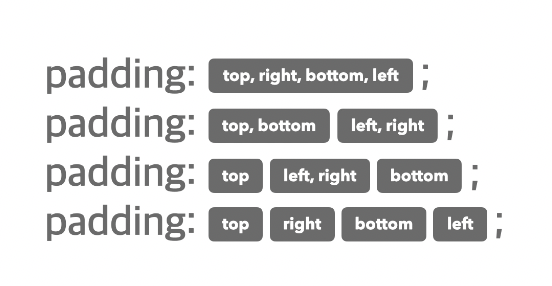 padding: top, right, bottom, left ;
padding: top, bottom left, right ;
padding: top left, right bottom ;
padding: top right bottom left ;